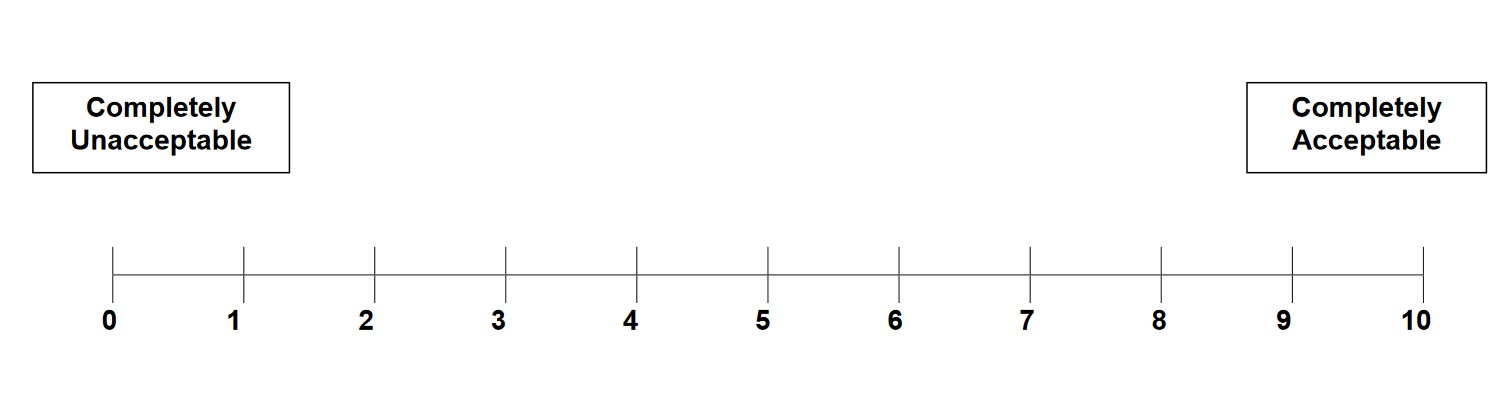 Completely
Unacceptable
Completely
Acceptable
0 1 2 3 4 5 6 7 8 9 10